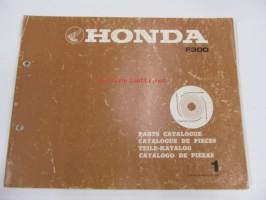 HONDA
F300
PARTS CATALOGUE
CATALOGUE DE PIECES
TEILE-KATALOG
CATALOGO DE PIEZAS
1